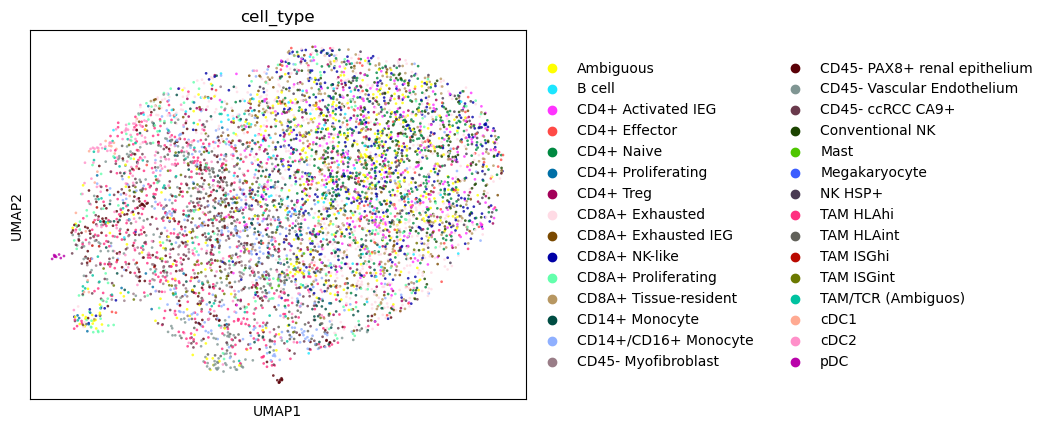 cell_type
UMAP2
UMAP1
Ambiguous
B cell
CD4+ Activated IEG
CD4+ Effector
CD4+ Naive
CD4+ Proliferating
CD4+ Treg
CD8A+ Exhausted
CD8A+ Exhausted IEG
CD8A+ NK-like
CD8A+ Proliferating
CD8A+ Tissue-resident
CD14+ Monocyte
CD14+/CD16+ Monocyte
CD45- Myofibroblast
CD45- PAX8+ renal epithelium
CD45- Vascular Endothelium
CD45- ccRCC CA9+
Conventional NK
Mast
Megakaryocyte
NK HSP+
TAM HLAhi
TAM HLAint
TAM ISGhi
TAM ISGint
TAM/TCR (Ambiguos)
cDC1
cDC2
pDC